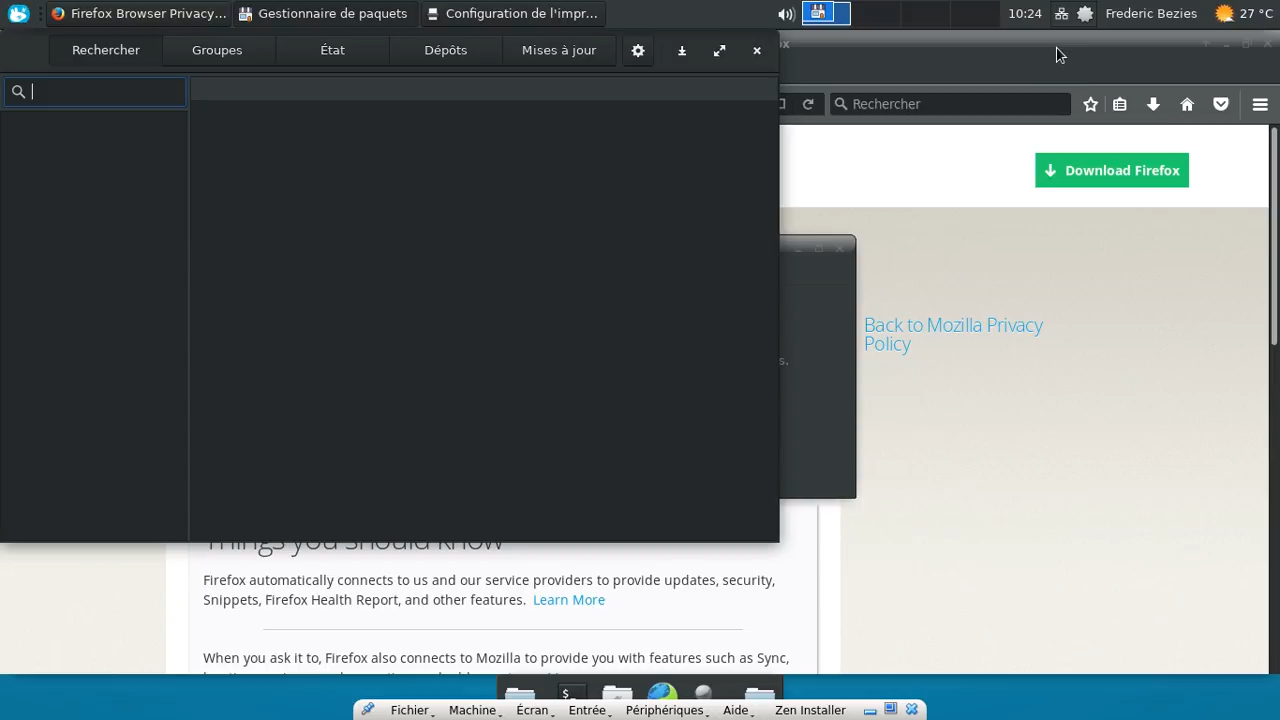 Firefox Browser Privacy... Gestionnaire de paquets Configuration de l'impr... 10:24 Frederic Bezies 27 °C
Rechercher Groupes État Dépôts Mises à jour
Rechercher
Download Firefox
Back to Mozilla Privacy
Policy
Things you should know
Firefox automatically connects to us and our service providers to provide updates, security,
Snippets, Firefox Health Report, and other features. Learn More
When you ask it to, Firefox also connects to Mozilla to provide you with features such as Sync,
Fichier Machine Écran Entrée Périphériques Aide Zen Installer